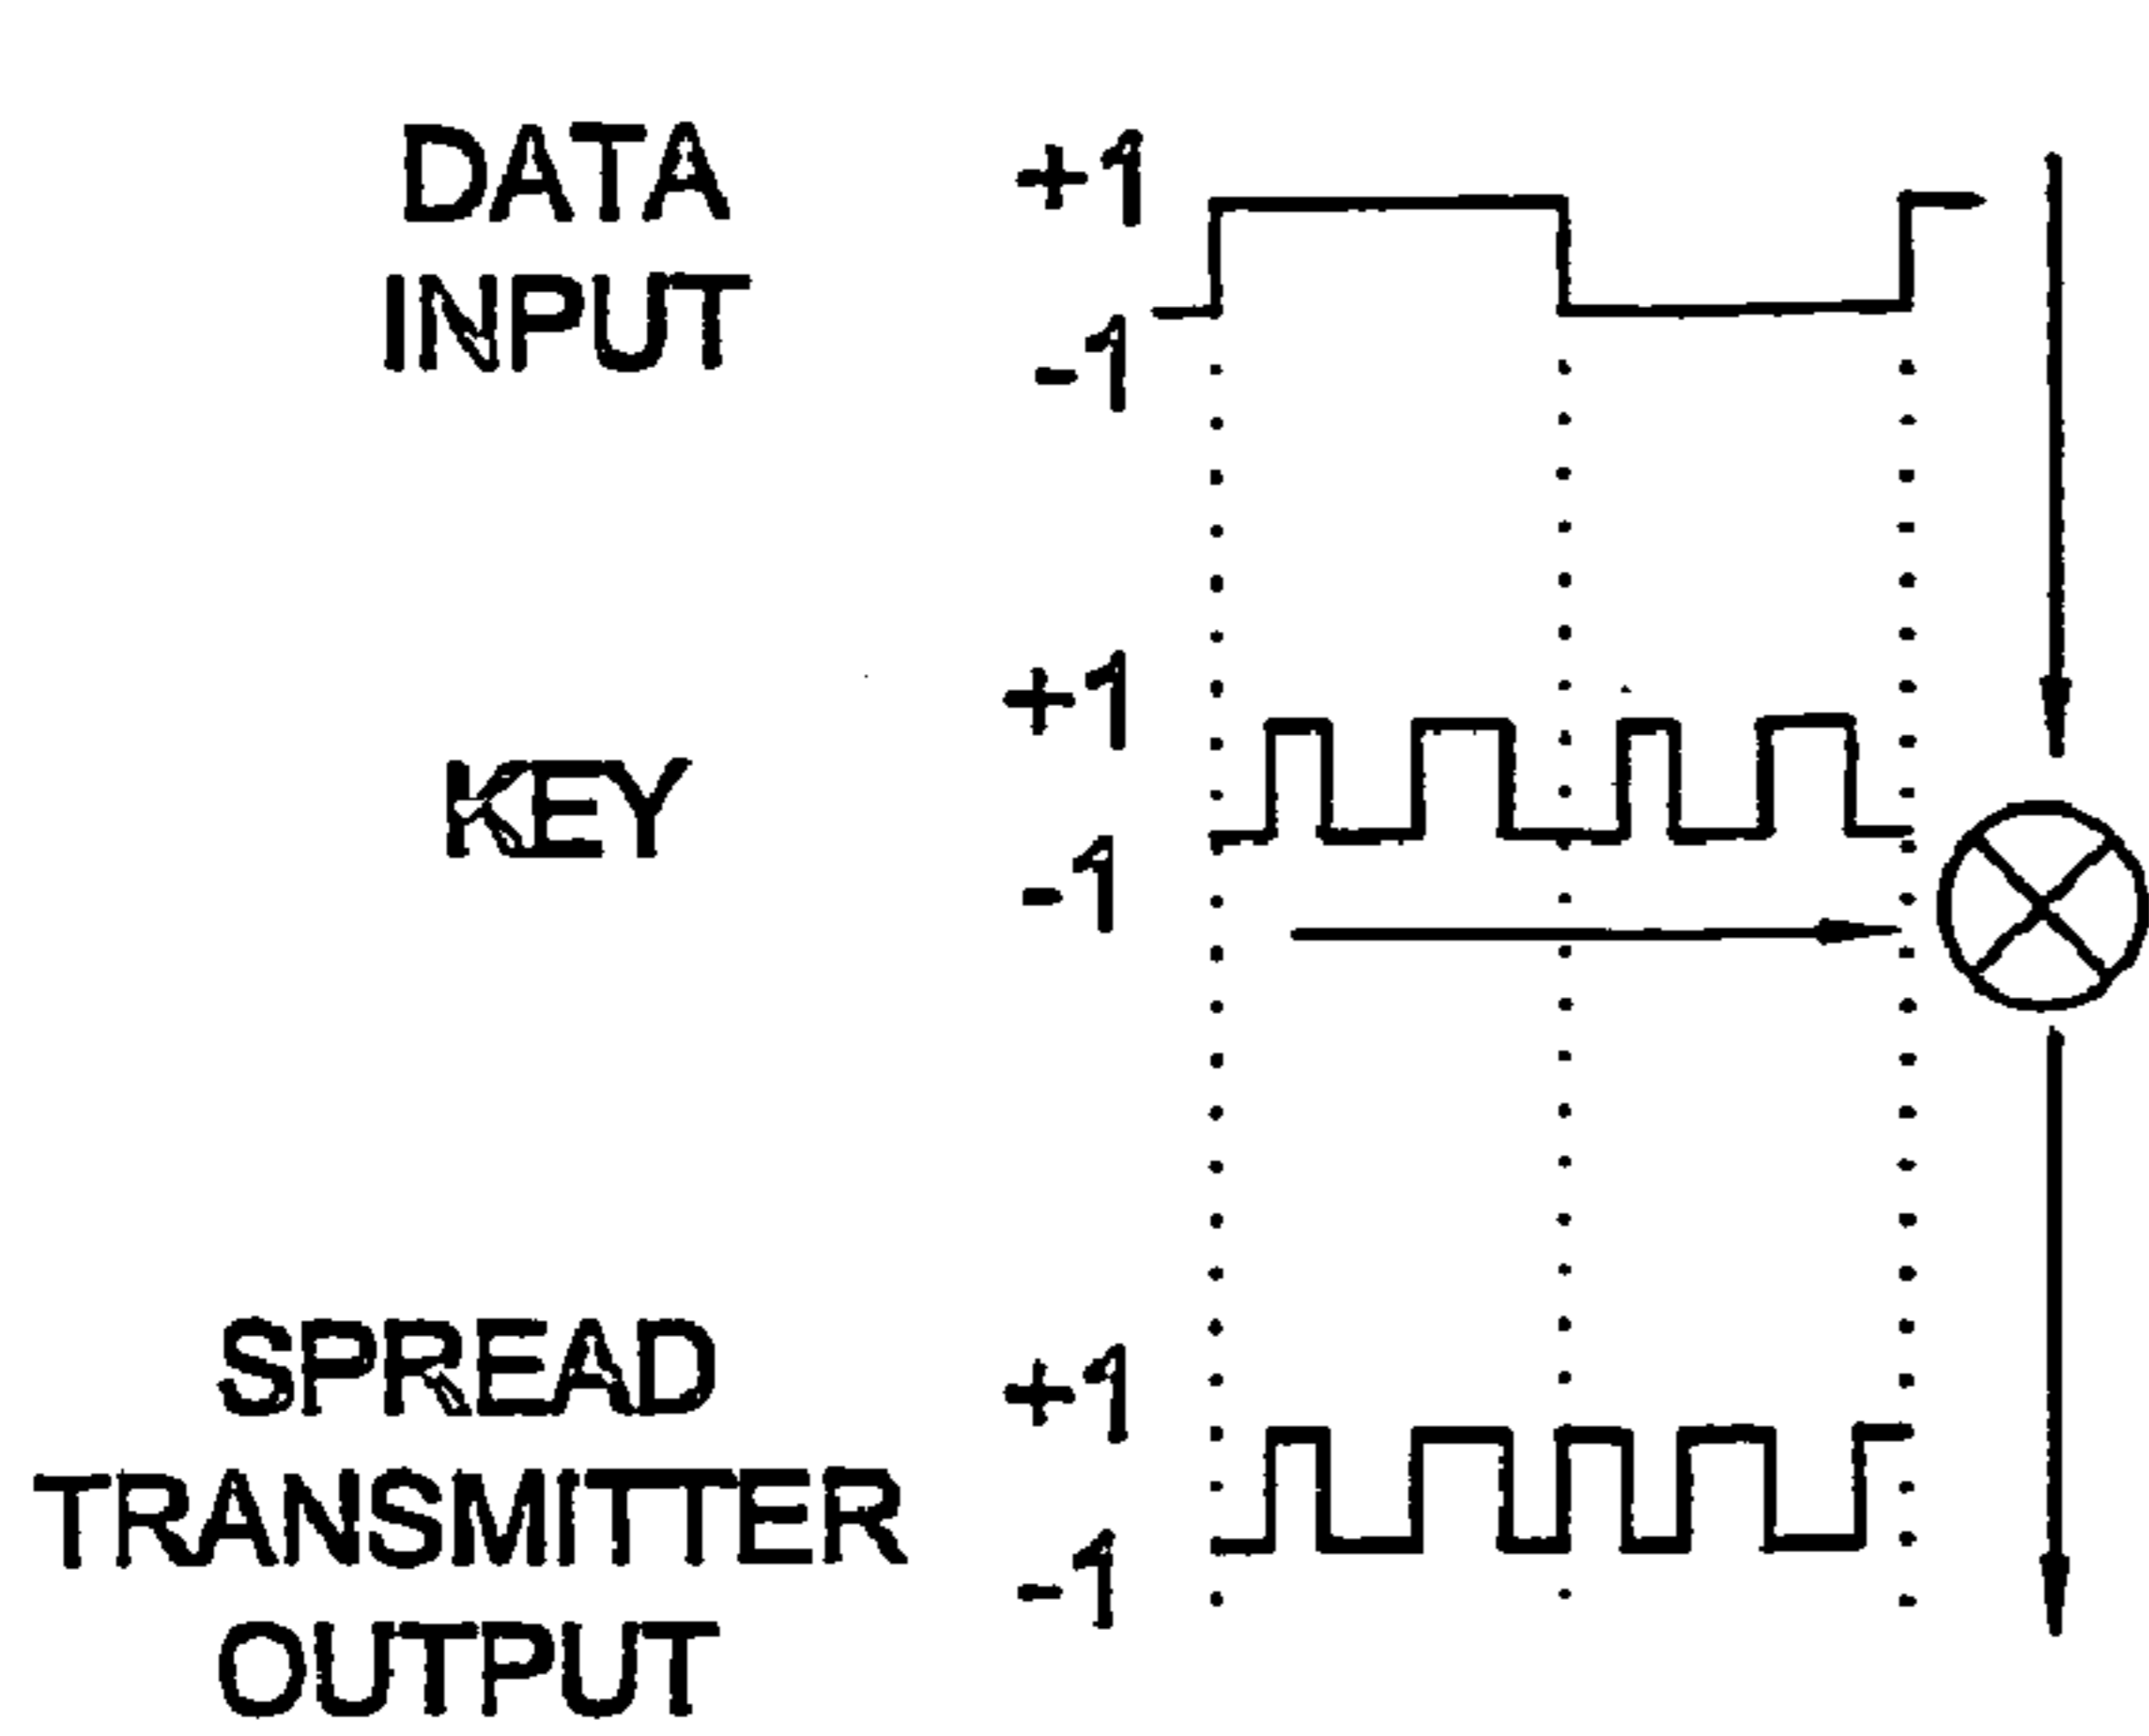 DATA
INPUT
+1
-1
KEY
+1
-1
SPREAD
TRANSMITTER
OUTPUT
+1
-1